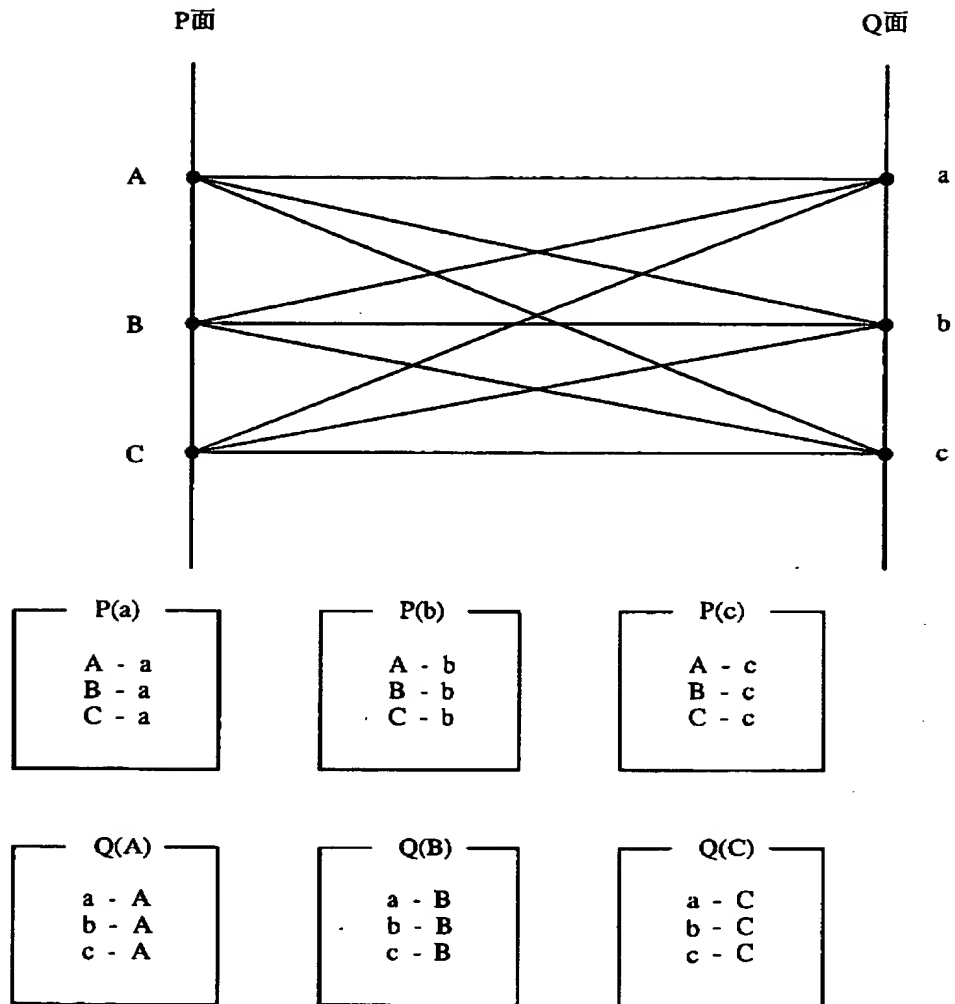 P面 Q面
A a
B b
C c
P(a) P(b) P(c)
A - a A - b A - c
B - a B - b B - c
C - a C - b C - c
Q(A) Q(B) Q(C)
a - A a - B a - C
b - A b - B b - C
c - A c - B c - C